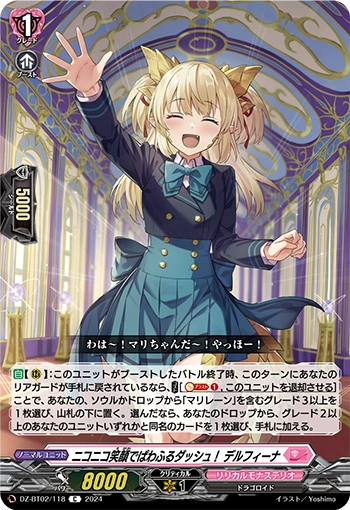 1
グレード
ブースト
5000
シールド
わは～！マリちゃんだ～！やっほー！
自【R】：このユニットがブーストしたバトル終了時、このターンにあなたの
リアガードが手札に戻されているなら、【ブラスト1，このユニットを退却させる】
ことで、あなたの、ソウルかドロップから「マリレーン」を含むグレード3以上を
1枚選び、山札の下に置く。選んだなら、あなたのドロップから、グレード2以
上のあなたのユニットいずれかと同名のカードを1枚選び、手札に加える。
ノーマルユニット
ニコニコ笑顔でぱわふるダッシュ！ デルフィーナ
リリカルモナステリオ
パワー
8000
クリティカル
1
ドラゴロイド
DZ-BT02/118 C 2024
イラスト／Yoshimo